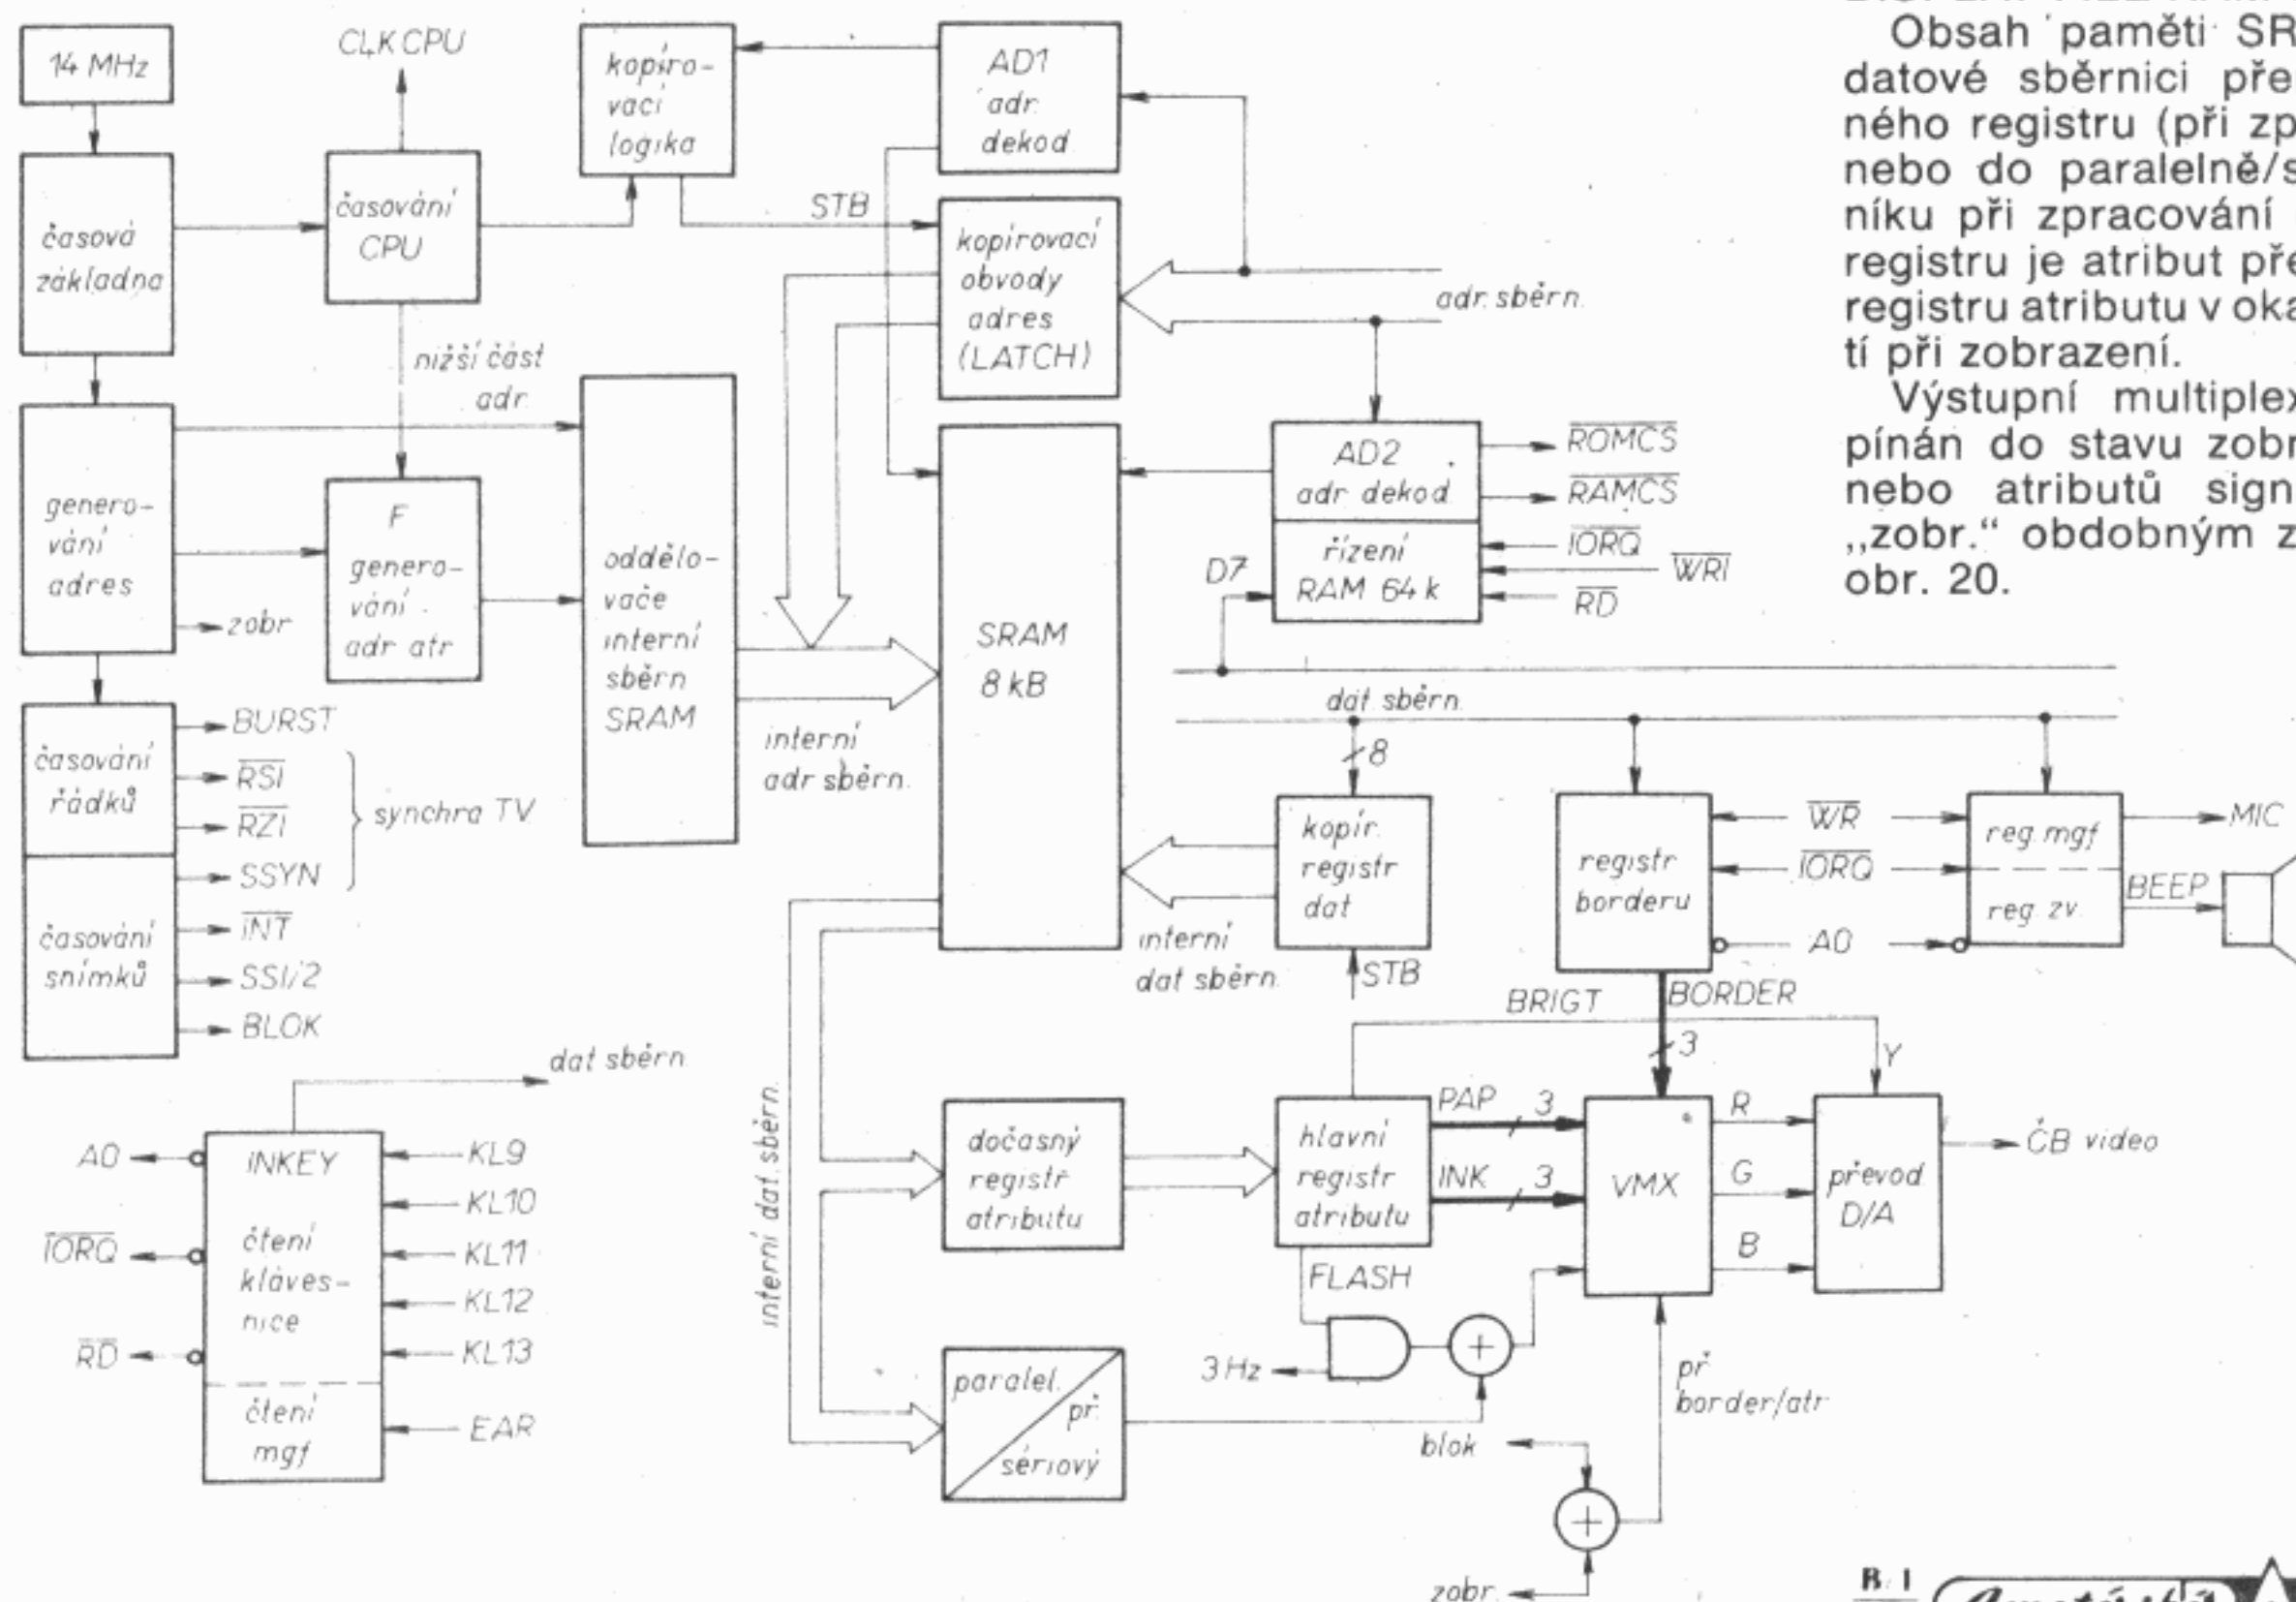 14 MHz
CLK CPU
časová
základna
časování
CPU
kopíro-
vací
logika
AD1
adr.
dekod.
STB
kopírovací
obvody
adres
(LATCH)
adr. sběrn.
nižší část
adr.
genero-
vání
adres
zobr
F
genero-
vání
adr atr
oddělo-
vače
interní
sběrn
SRAM
SRAM
8 kB
AD2
adr dekod.
řízení
RAM 64 k
ROMCS
RAMCS
IORQ
WRI
RD
D7
časování
řádků
časování
snímků
BURST
RSI
RZI
SSYN
synchra TV
INT
SSI/2
BLOK
interní
adr sběrn.
dat. sběrn.
8
kopír.
registr
dat
STB
interní
dat sběrn.
registr
borderu
WR
IORQ
A0
reg. mgf
reg. zv.
MIC
BEEP
BRIGT
BORDER
3
Y
dat sběrn.
A0
IORQ
RD
INKEY
čtení
kláves-
nice
čtení
mgf
KL9
KL10
KL11
KL12
KL13
EAR
interní dat. sběrn.
dočasný
registr
atributu
hlavní
registr
atributu
PAP
3
INK
3
VMX
R
G
B
převod
D/A
ČB video
FLASH
3 Hz
+
paralel.
př.
sériový
př
border/atr
blok
+
zobr.
Obsah paměti SR
datové sběrnici pře
ného registru (při zp
nebo do paralelně/s
níku při zpracování
registru je atribut pře
registru atributu v oka
tí při zobrazení.
Výstupní multiplex
pínán do stavu zobr
nebo atributů sign
„zobr.“ obdobným z
obr. 20.